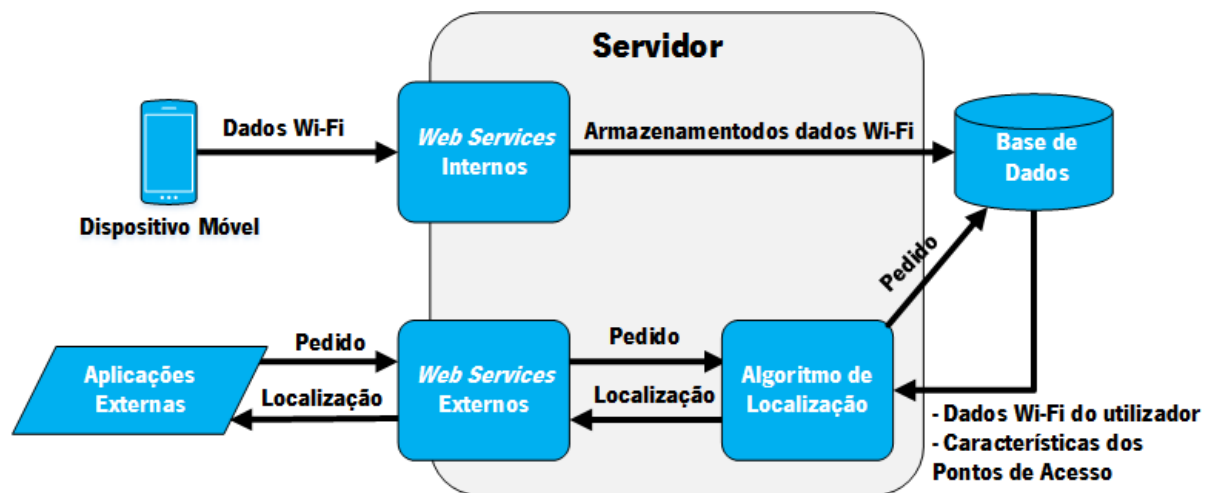 Servidor
Dados Wi-Fi
Web Services
Internos
Armazenamentodos dados Wi-Fi
Base de
Dados
Dispositivo Móvel
Pedido
Pedido
Pedido
Aplicações
Externas
Localização
Web Services
Externos
Localização
Algoritmo de
Localização
- Dados Wi-Fi do utilizador
- Características dos
Pontos de Acesso